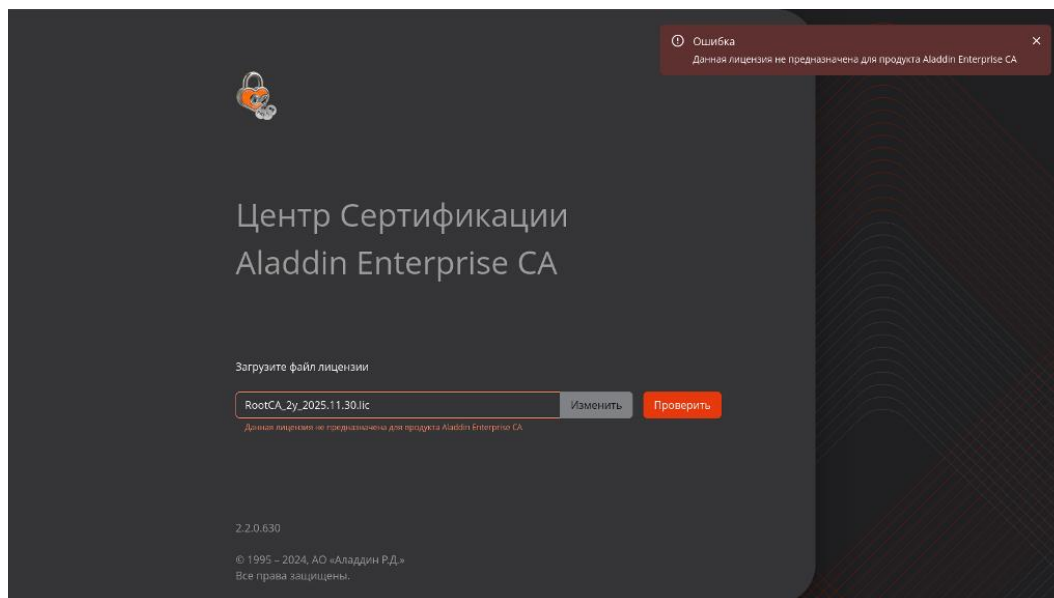 Ошибка
Данная лицензия не предназначена для продукта Aladdin Enterprise CA
Центр Сертификации
Aladdin Enterprise CA
Загрузите файл лицензии
RootCA_2y_2025.11.30.lic
Изменить
Проверить
Данная лицензия не предназначена для продукта Aladdin Enterprise CA
2.2.0.630
© 1995 – 2024, АО «Аладдин Р.Д.»
Все права защищены.